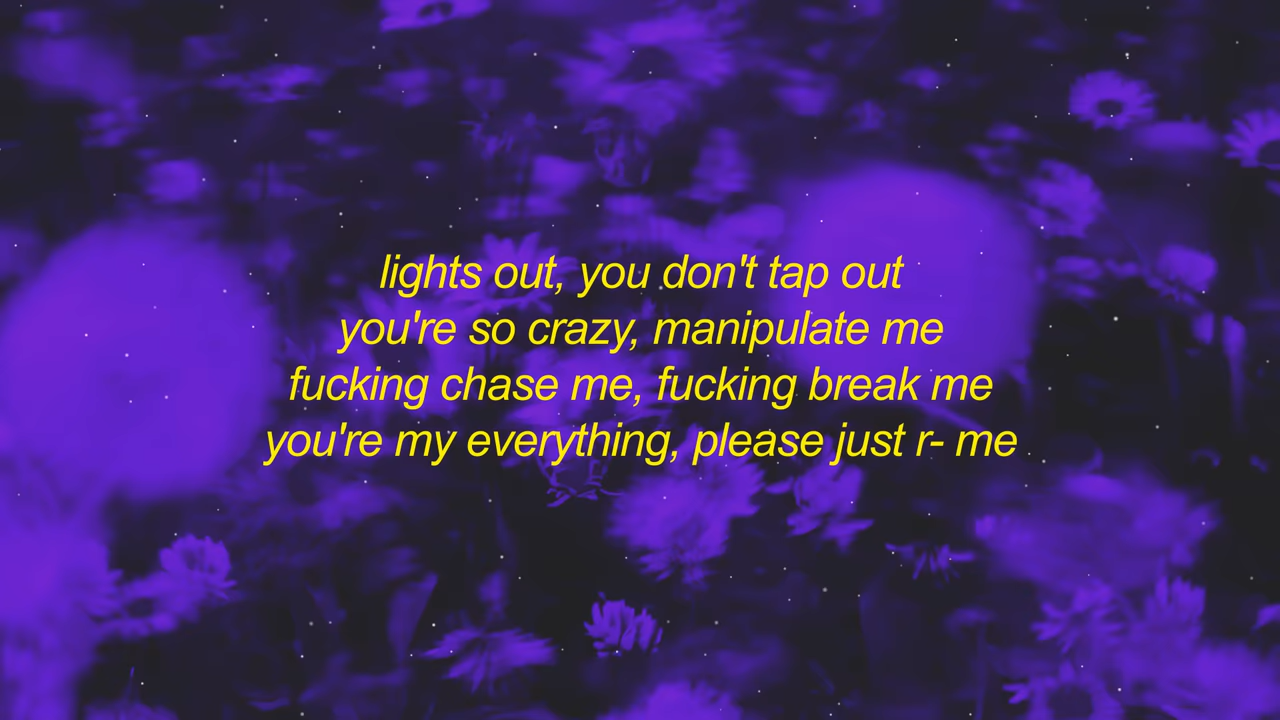 lights out, you don't tap out
you're so crazy, manipulate me
fucking chase me, fucking break me
you're my everything, please just r- me